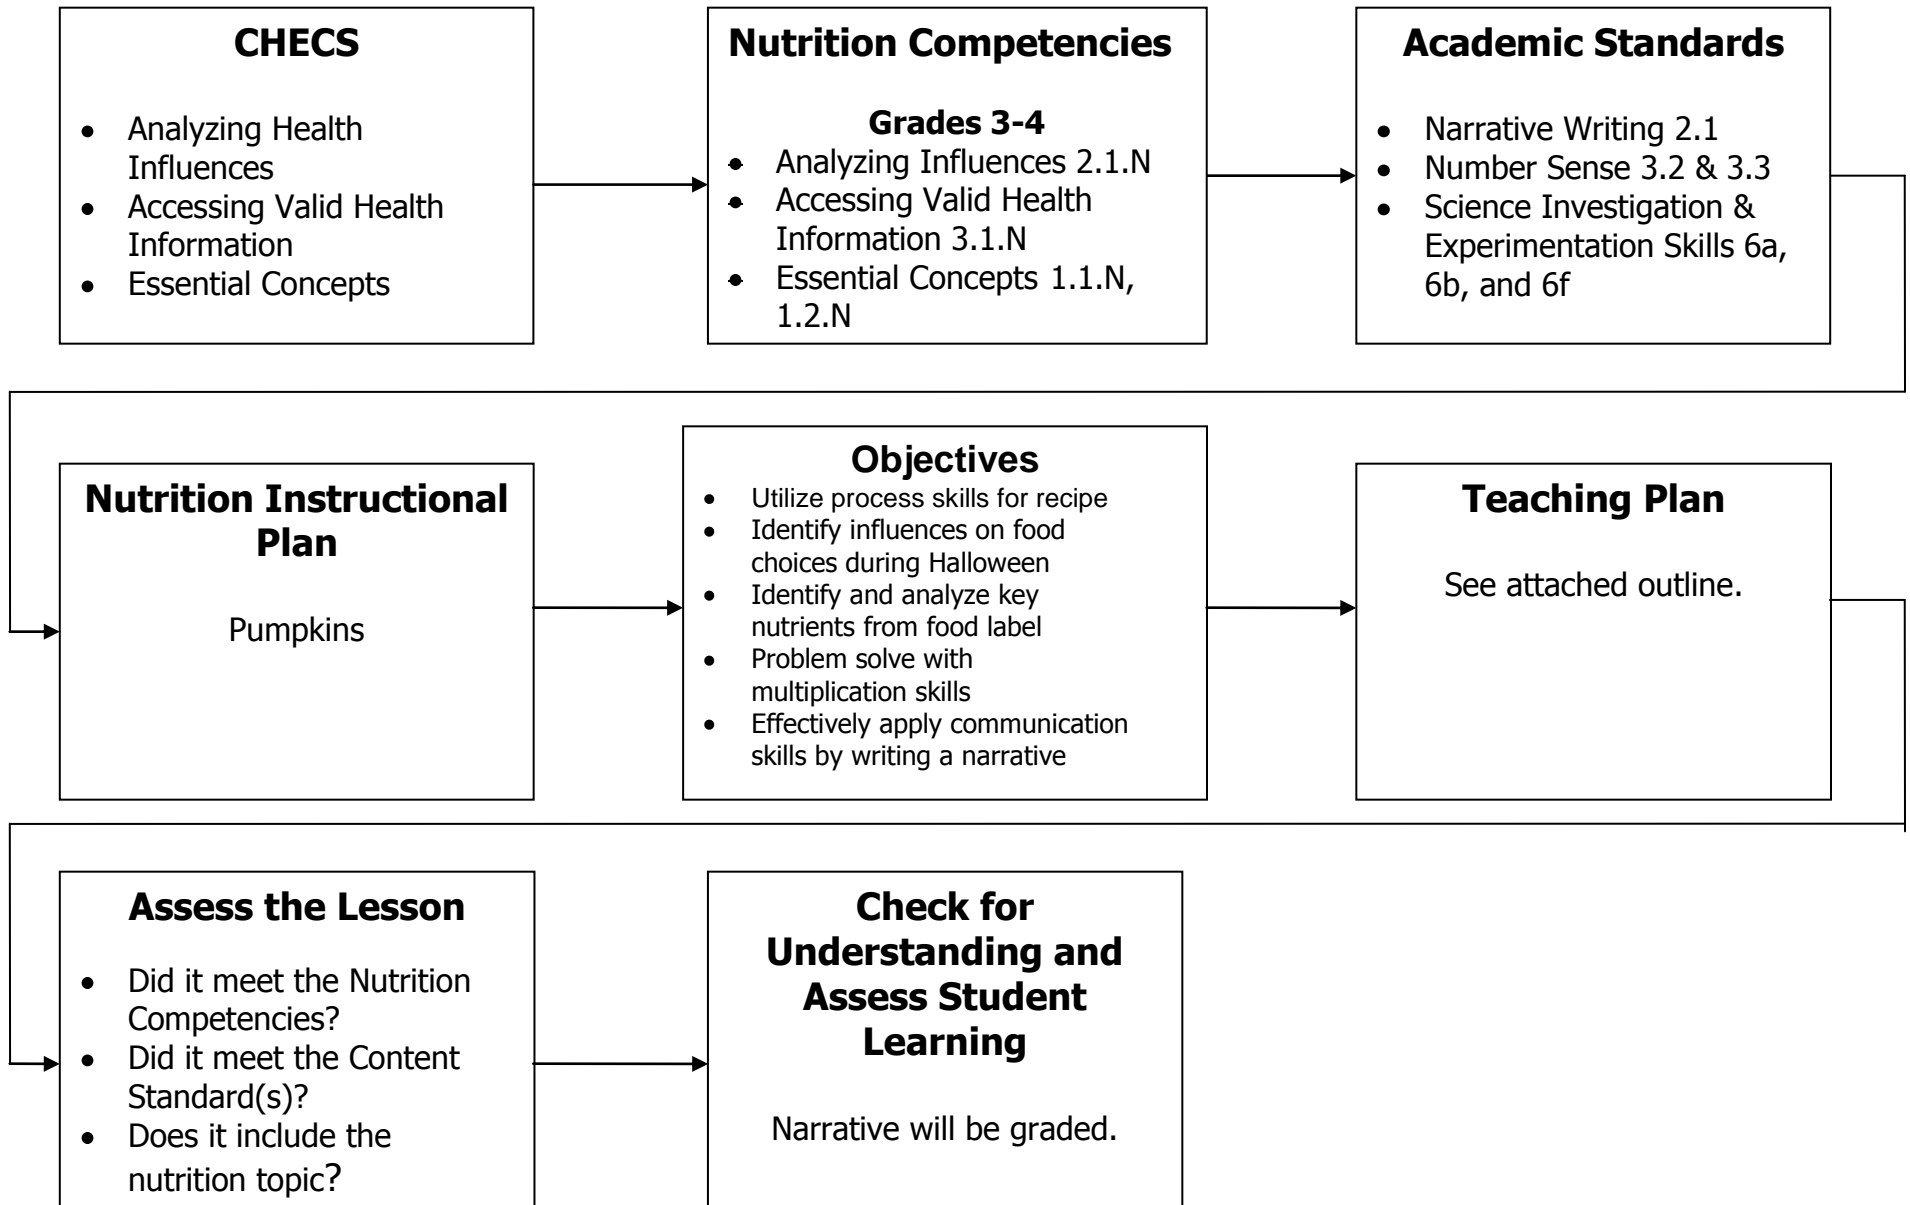 CHECS
• Analyzing Health
Influences
• Accessing Valid Health
Information
• Essential Concepts
Nutrition Competencies
Grades 3-4
• Analyzing Influences 2.1.N
• Accessing Valid Health
Information 3.1.N
• Essential Concepts 1.1.N,
1.2.N
Academic Standards
• Narrative Writing 2.1
• Number Sense 3.2 & 3.3
• Science Investigation &
Experimentation Skills 6a,
6b, and 6f
Nutrition Instructional
Plan
Pumpkins
Objectives
• Utilize process skills for recipe
• Identify influences on food
choices during Halloween
• Identify and analyze key
nutrients from food label
• Problem solve with
multiplication skills
• Effectively apply communication
skills by writing a narrative
Teaching Plan
See attached outline.
Assess the Lesson
• Did it meet the Nutrition
Competencies?
• Did it meet the Content
Standard(s)?
• Does it include the
nutrition topic?
Check for
Understanding and
Assess Student
Learning
Narrative will be graded.